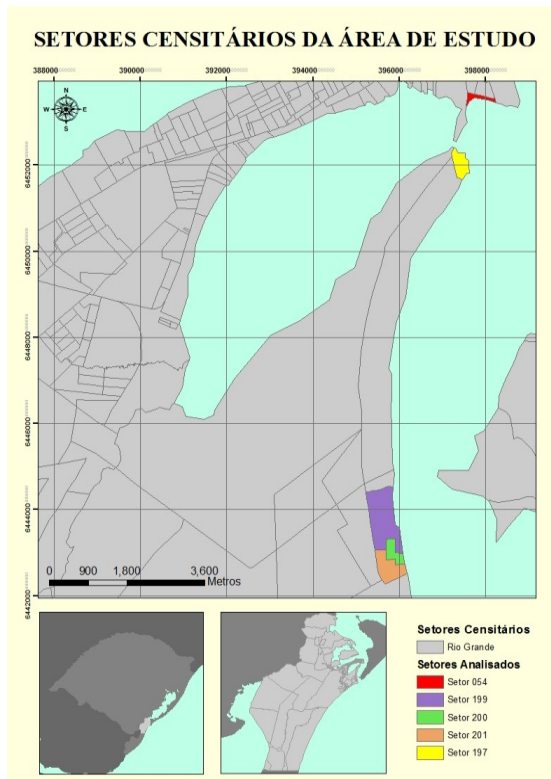 SETORES CENSITÁRIOS DA ÁREA DE ESTUDO
388000 390000 392000 394000 396000 398000
N
W E
S
6452000
6450000
6448000
6446000
6444000
6442000
0 900 1,800 3,600
Metros
Setores Censitários
Rio Grande
Setores Analisados
Setor 054
Setor 199
Setor 200
Setor 201
Setor 197